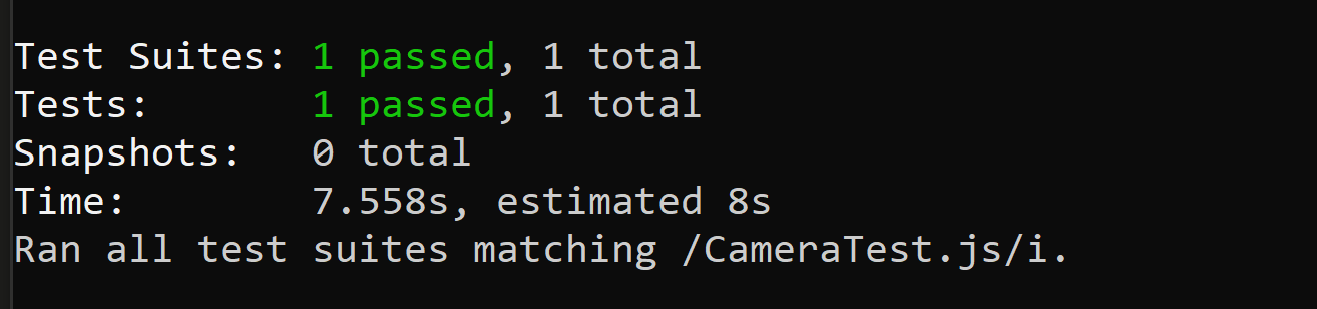 Test Suites: 1 passed, 1 total
Tests:       1 passed, 1 total
Snapshots:   0 total
Time:        7.558s, estimated 8s
Ran all test suites matching /CameraTest.js/i.